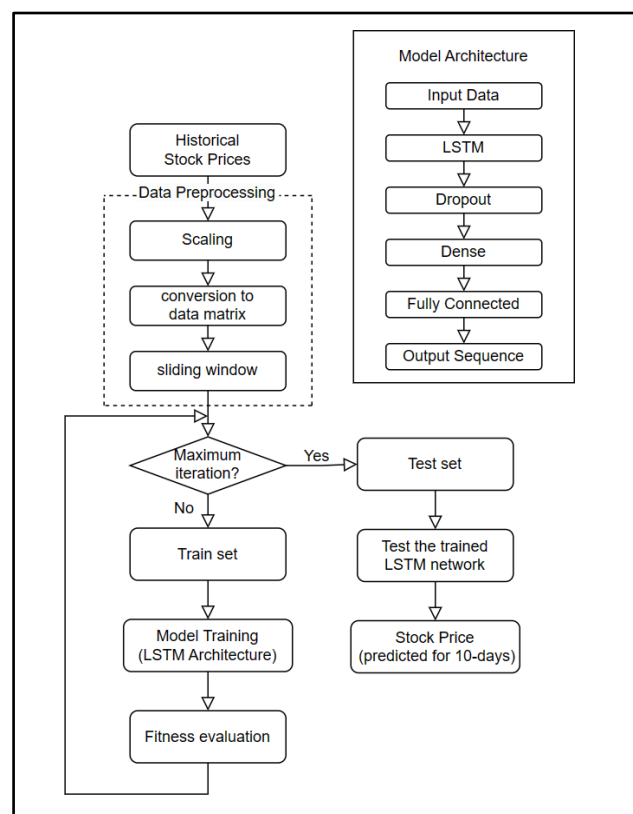 Model Architecture
Input Data
LSTM
Dropout
Dense
Fully Connected
Output Sequence
Historical
Stock Prices
Data Preprocessing
Scaling
conversion to
data matrix
sliding window
Maximum
iteration?
Yes
No
Test set
Train set
Test the trained
LSTM network
Model Training
(LSTM Architecture)
Stock Price
(predicted for 10-days)
Fitness evaluation